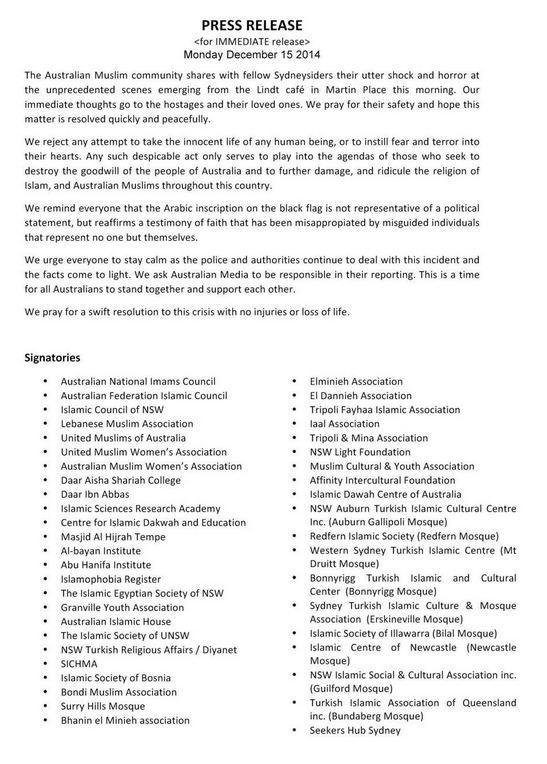 PRESS RELEASE
<for IMMEDIATE release>
Monday December 15 2014
The Australian Muslim community shares with fellow Sydneysiders their utter shock and horror at
the unprecedented scenes emerging from the Lindt café in Martin Place this morning. Our
immediate thoughts go to the hostages and their loved ones. We pray for their safety and hope this
matter is resolved quickly and peacefully.
We reject any attempt to take the innocent life of any human being, or to instill fear and terror into
their hearts. Any such despicable act only serves to play into the agendas of those who seek to
destroy the goodwill of the people of Australia and to further damage, and ridicule the religion of
Islam, and Australian Muslims throughout this country.
We remind everyone that the Arabic inscription on the black flag is not representative of a political
statement, but reaffirms a testimony of faith that has been misappropiated by misguided individuals
that represent no one but themselves.
We urge everyone to stay calm as the police and authorities continue to deal with this incident and
the facts come to light. We ask Australian Media to be responsible in their reporting. This is a time
for all Australians to stand together and support each other.
We pray for a swift resolution to this crisis with no injuries or loss of life.
Signatories
• Australian National Imams Council
• Australian Federation Islamic Council
• Islamic Council of NSW
• Lebanese Muslim Association
• United Muslims of Australia
• United Muslim Women's Association
• Australian Muslim Women's Association
• Daar Aisha Shariah College
• Daar Ibn Abbas
• Islamic Sciences Research Academy
• Centre for Islamic Dakwah and Education
• Masjid Al Hijrah Tempe
• Al-bayan Institute
• Abu Hanifa Institute
• Islamophobia Register
• The Islamic Egyptian Society of NSW
• Granville Youth Association
• Australian Islamic House
• The Islamic Society of UNSW
• NSW Turkish Religious Affairs / Diyanet
• SICHMA
• Islamic Society of Bosnia
• Bondi Muslim Association
• Surry Hills Mosque
• Bhanin el Minieh association
• Elminieh Association
• El Dannieh Association
• Tripoli Fayhaa Islamic Association
• Iaal Association
• Tripoli & Mina Association
• NSW Light Foundation
• Muslim Cultural & Youth Association
• Affinity Intercultural Foundation
• Islamic Dawah Centre of Australia
• NSW Auburn Turkish Islamic Cultural Centre
Inc. (Auburn Gallipoli Mosque)
• Redfern Islamic Society (Redfern Mosque)
• Western Sydney Turkish Islamic Centre (Mt
Druitt Mosque)
• Bonnyrigg Turkish Islamic and Cultural
Center (Bonnyrigg Mosque)
• Sydney Turkish Islamic Culture & Mosque
Association (Erskineville Mosque)
• Islamic Society of Illawarra (Bilal Mosque)
• Islamic Centre of Newcastle (Newcastle
Mosque)
• NSW Islamic Social & Cultural Association inc.
(Guilford Mosque)
• Turkish Islamic Association of Queensland
inc. (Bundaberg Mosque)
• Seekers Hub Sydney